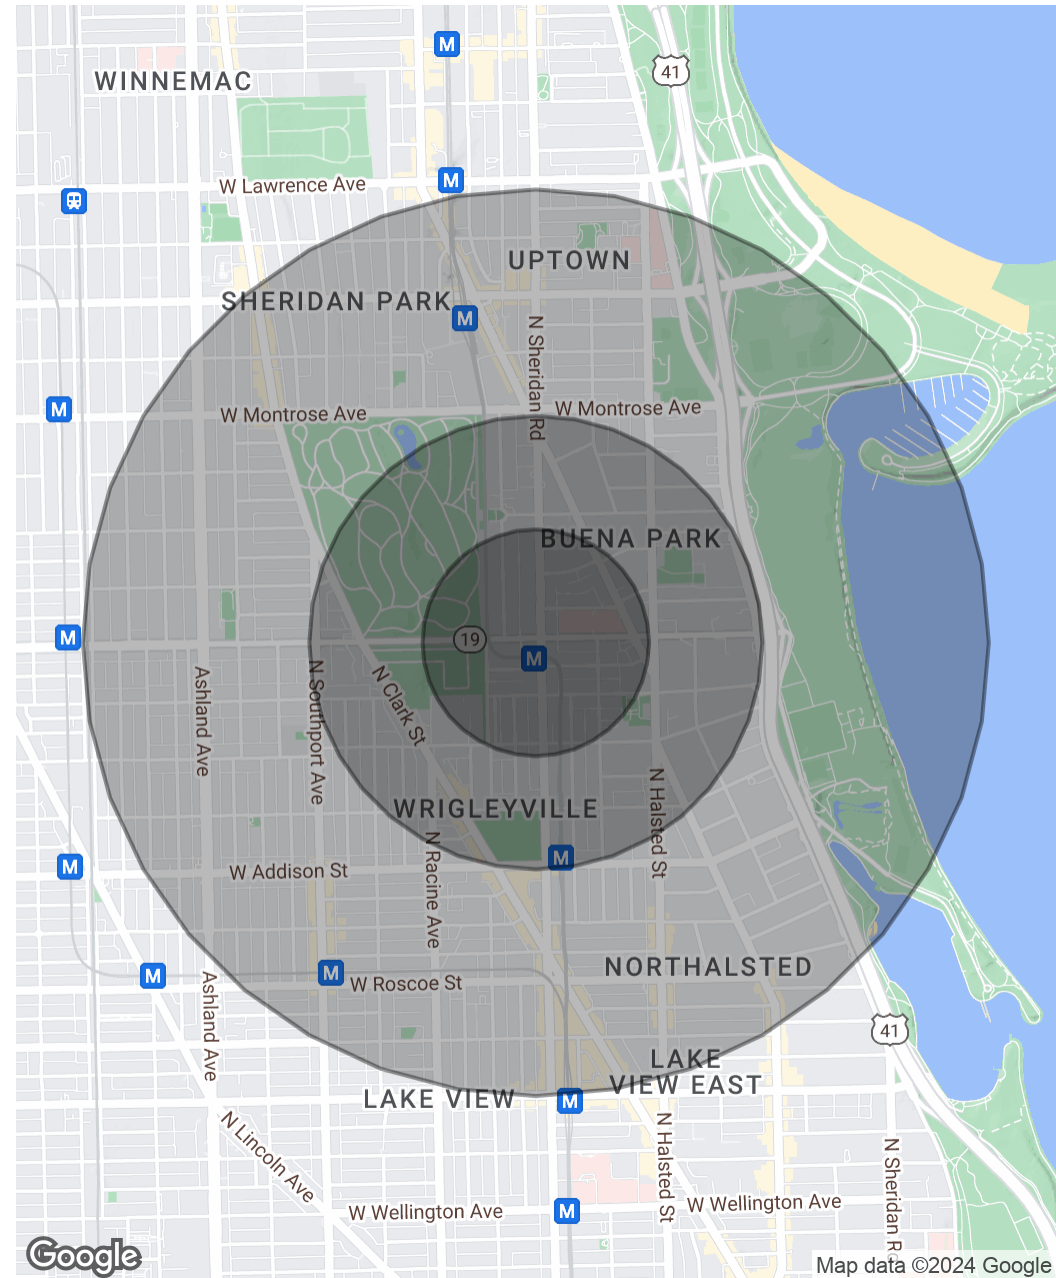 M
41
WINNEMAC
W Lawrence Ave
M
UPTOWN
SHERIDAN PARK
M
N Sheridan Rd
M
W Montrose Ave
W Montrose Ave
BUENA PARK
M
19
M
Ashland Ave
N Southport Ave
N Clark St
N Halsted St
WRIGLEYVILLE
N Racine Ave
M
M
W Addison St
M
M
W Roscoe St
NORTHALSTED
Ashland Ave
41
LAKE
VIEW EAST
LAKE VIEW
M
N Lincoln Ave
N Halsted St
N Sheridan R
W Wellington Ave
M
W Wellington Ave
Google
Map data ©2024 Google